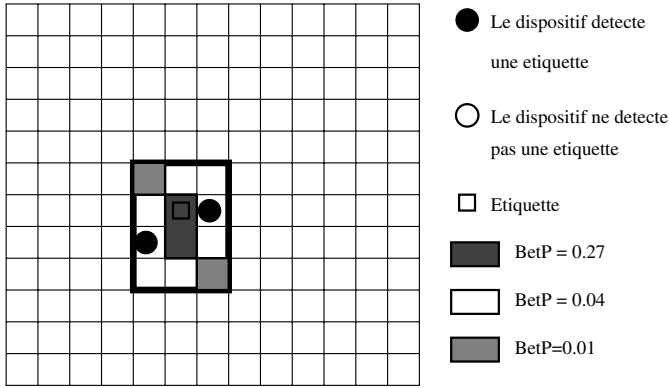 Le dispositif detecte
une etiquette
Le dispositif ne detecte
pas une etiquette
Etiquette
BetP = 0.27
BetP = 0.04
BetP=0.01